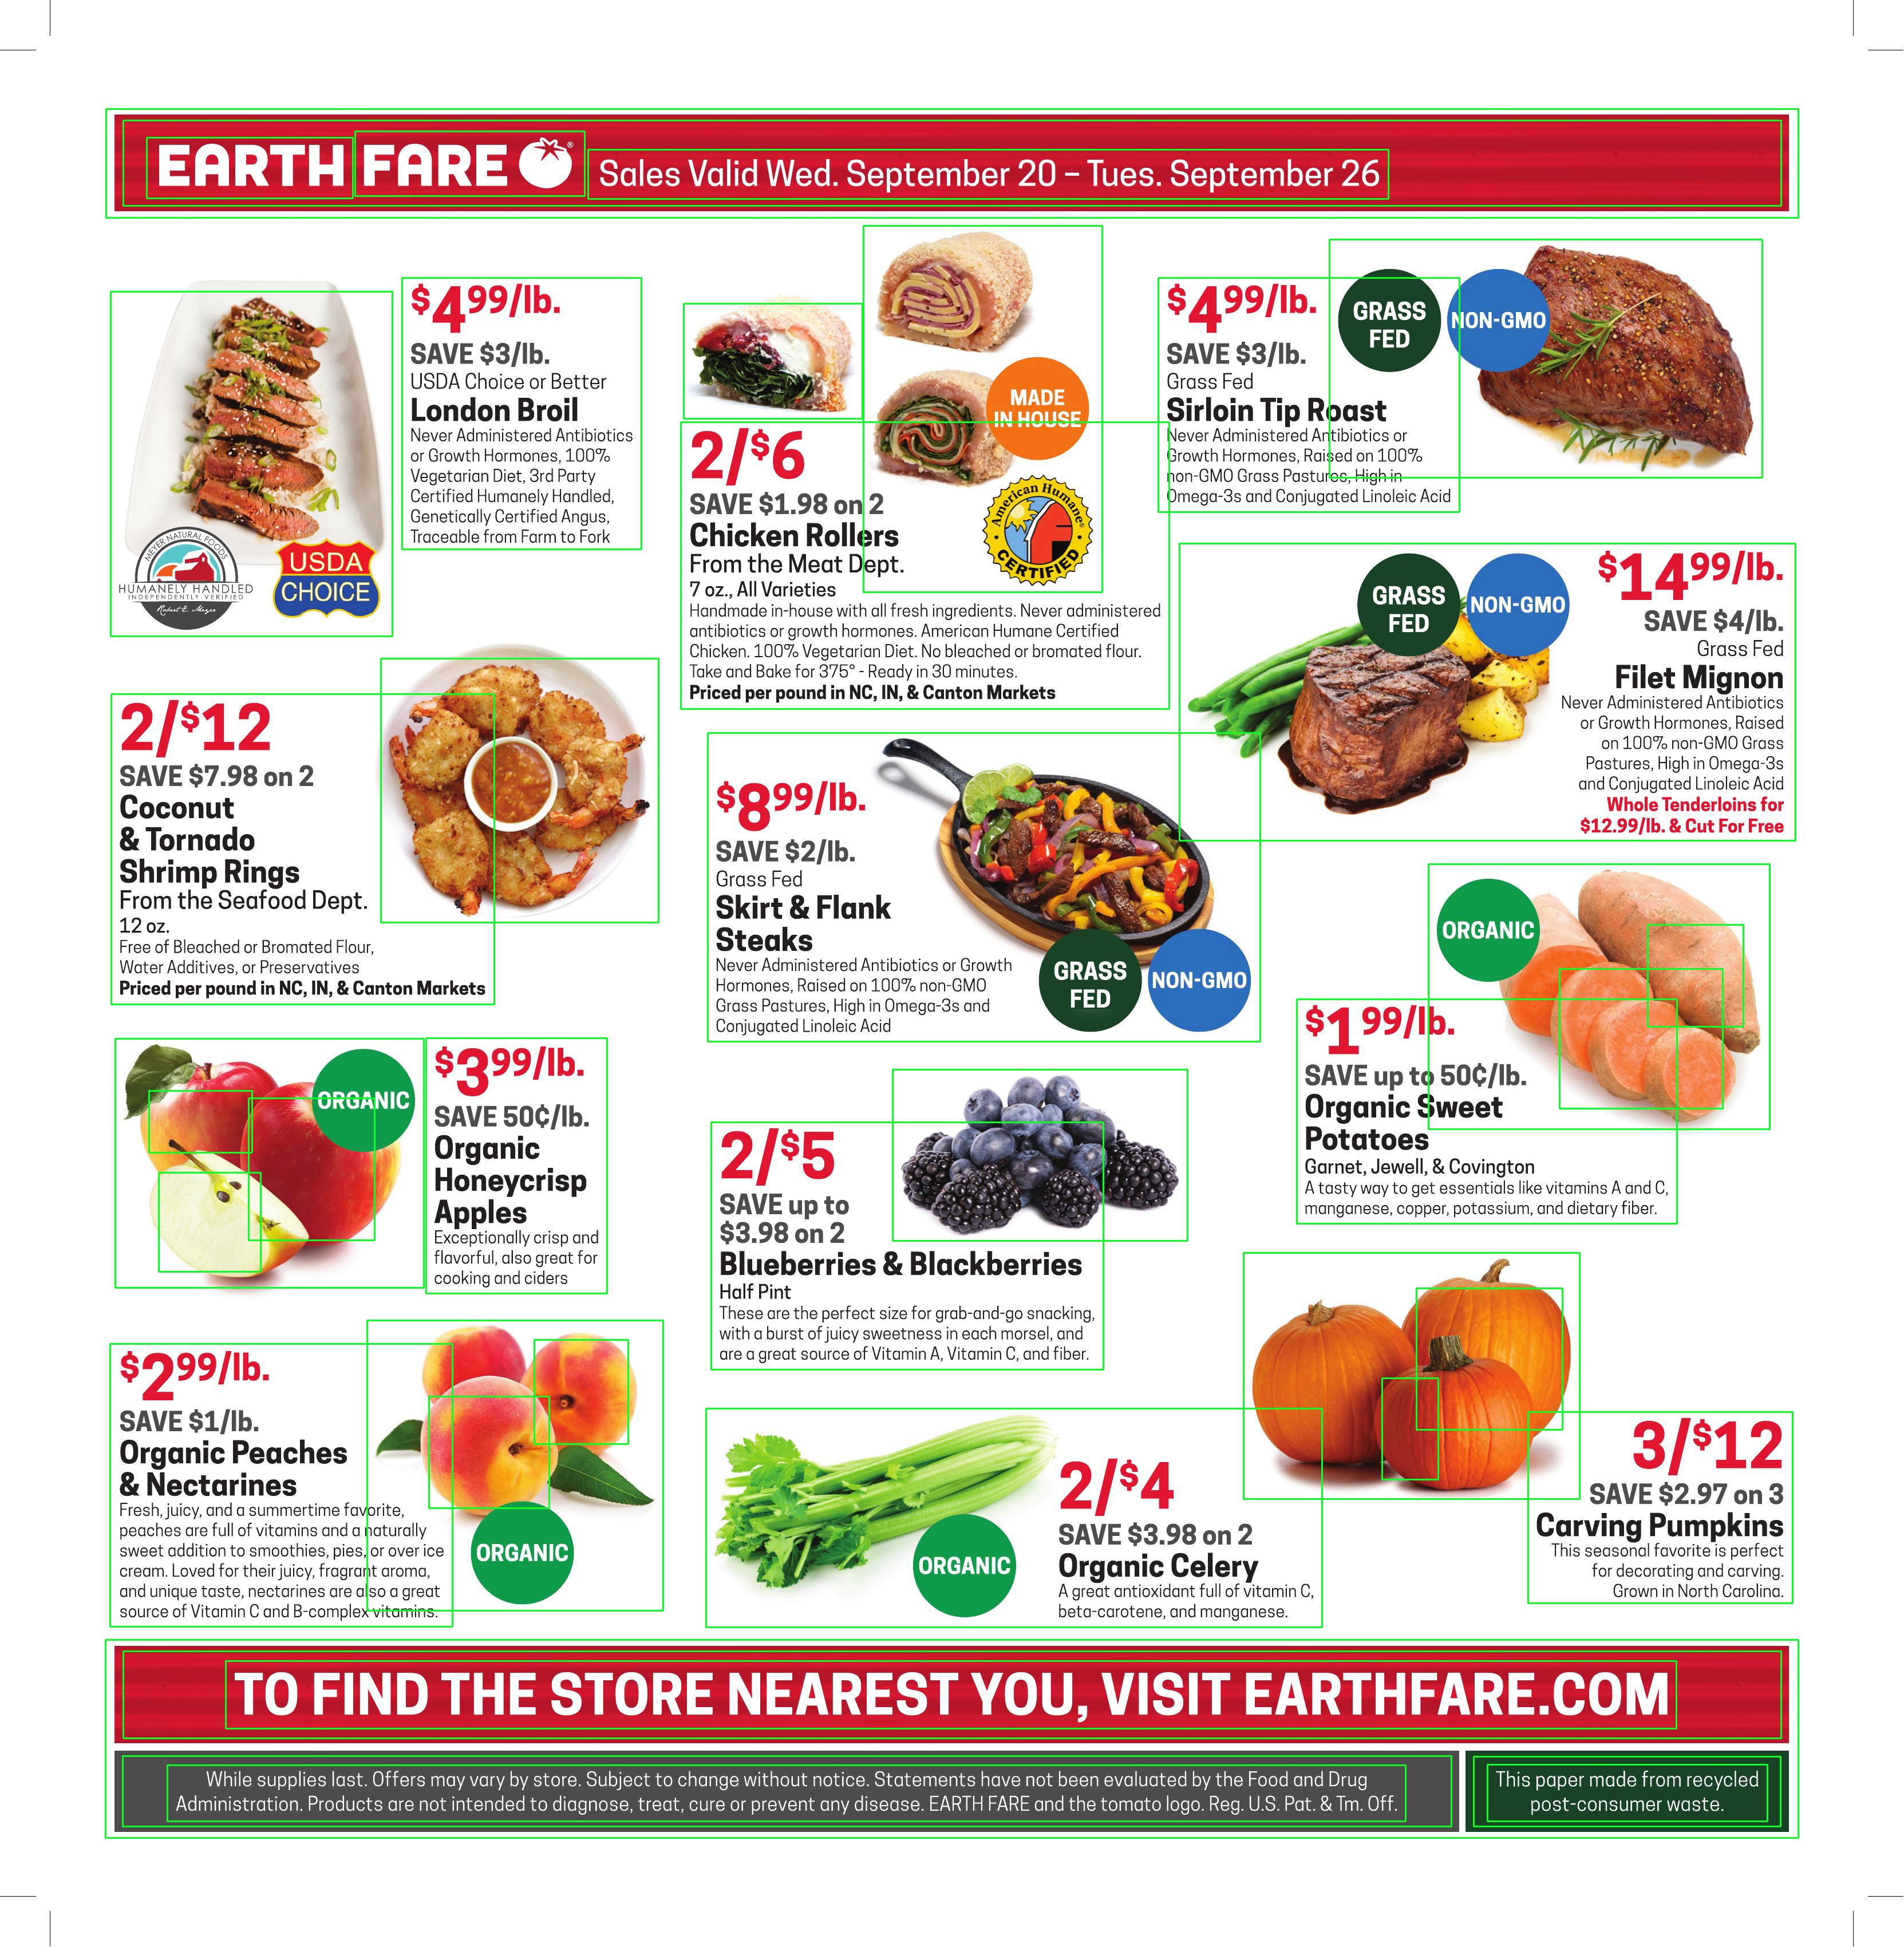 EARTH FARE ®
Sales Valid Wed. September 20 – Tues. September 26
$4 99/lb.
SAVE $3/lb.
USDA Choice or Better
London Broil
Never Administered Antibiotics
or Growth Hormones, 100%
Vegetarian Diet, 3rd Party
Certified Humanely Handled,
Genetically Certified Angus,
Traceable from Farm to Fork
MEYER NATURAL FOODS
HUMANELY HANDLED
INDEPENDENTLY VERIFIED
Robert E. Meyer
USDA
CHOICE
MADE
IN HOUSE
2/$6
SAVE $1.98 on 2
Chicken Rollers
From the Meat Dept.
7 oz., All Varieties
Handmade in-house with all fresh ingredients. Never administered
antibiotics or growth hormones. American Humane Certified
Chicken. 100% Vegetarian Diet. No bleached or bromated flour.
Take and Bake for 375° - Ready in 30 minutes.
Priced per pound in NC, IN, & Canton Markets
American Humane®
CERTIFIED
$4 99/lb.
SAVE $3/lb.
Grass Fed
Sirloin Tip Roast
Never Administered Antibiotics or
Growth Hormones, Raised on 100%
non-GMO Grass Pastures, High in
Omega-3s and Conjugated Linoleic Acid
GRASS
FED
NON-GMO
GRASS
FED
NON-GMO
$14 99/lb.
SAVE $4/lb.
Grass Fed
Filet Mignon
Never Administered Antibiotics
or Growth Hormones, Raised
on 100% non-GMO Grass
Pastures, High in Omega-3s
and Conjugated Linoleic Acid
Whole Tenderloins for
$12.99/lb. & Cut For Free
2/$12
SAVE $7.98 on 2
Coconut
& Tornado
Shrimp Rings
From the Seafood Dept.
12 oz.
Free of Bleached or Bromated Flour,
Water Additives, or Preservatives
Priced per pound in NC, IN, & Canton Markets
$8 99/lb.
SAVE $2/lb.
Grass Fed
Skirt & Flank
Steaks
Never Administered Antibiotics or Growth
Hormones, Raised on 100% non-GMO
Grass Pastures, High in Omega-3s and
Conjugated Linoleic Acid
GRASS
FED
NON-GMO
ORGANIC
$1 99/lb.
SAVE up to 50¢/lb.
Organic Sweet
Potatoes
Garnet, Jewell, & Covington
A tasty way to get essentials like vitamins A and C,
manganese, copper, potassium, and dietary fiber.
ORGANIC
$3 99/lb.
SAVE 50¢/lb.
Organic
Honeycrisp
Apples
Exceptionally crisp and
flavorful, also great for
cooking and ciders
2/$5
SAVE up to
$3.98 on 2
Blueberries & Blackberries
Half Pint
These are the perfect size for grab-and-go snacking,
with a burst of juicy sweetness in each morsel, and
are a great source of Vitamin A, Vitamin C, and fiber.
$2 99/lb.
SAVE $1/lb.
Organic Peaches
& Nectarines
Fresh, juicy, and a summertime favorite,
peaches are full of vitamins and a naturally
sweet addition to smoothies, pies, or over ice
cream. Loved for their juicy, fragrant aroma,
and unique taste, nectarines are also a great
source of Vitamin C and B-complex vitamins.
ORGANIC
ORGANIC
2/$4
SAVE $3.98 on 2
Organic Celery
A great antioxidant full of vitamin C,
beta-carotene, and manganese.
3/$12
SAVE $2.97 on 3
Carving Pumpkins
This seasonal favorite is perfect
for decorating and carving.
Grown in North Carolina.
TO FIND THE STORE NEAREST YOU, VISIT EARTHFARE.COM
While supplies last. Offers may vary by store. Subject to change without notice. Statements have not been evaluated by the Food and Drug
Administration. Products are not intended to diagnose, treat, cure or prevent any disease. EARTH FARE and the tomato logo. Reg. U.S. Pat. & Tm. Off.
This paper made from recycled
post-consumer waste.